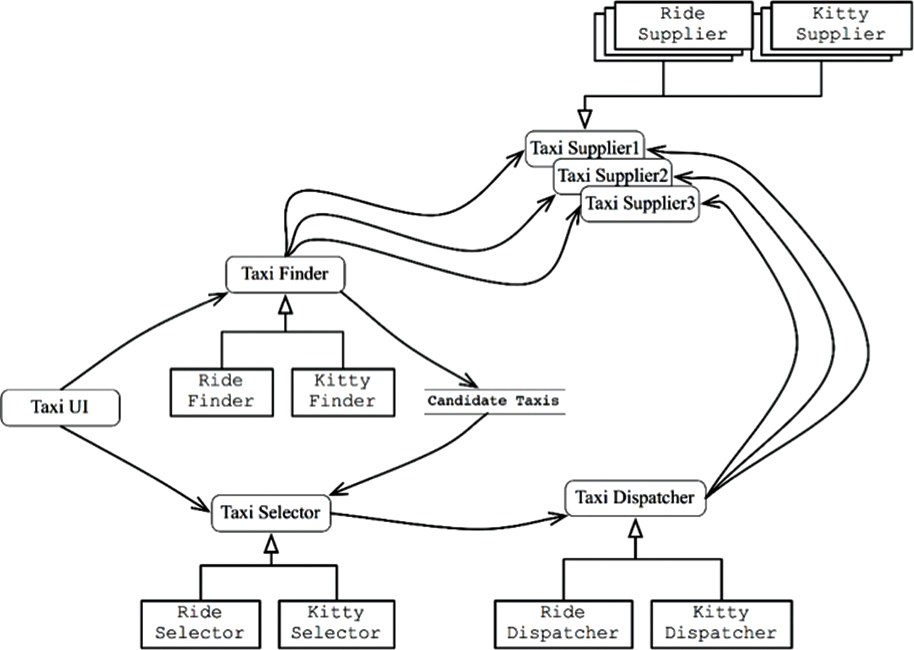 Ride
Supplier
Kitty
Supplier
Taxi Supplier1
Taxi Supplier2
Taxi Supplier3
Taxi Finder
Ride
Finder
Kitty
Finder
Taxi UI
Candidate Taxis
Taxi Selector
Taxi Dispatcher
Ride
Selector
Kitty
Selector
Ride
Dispatcher
Kitty
Dispatcher